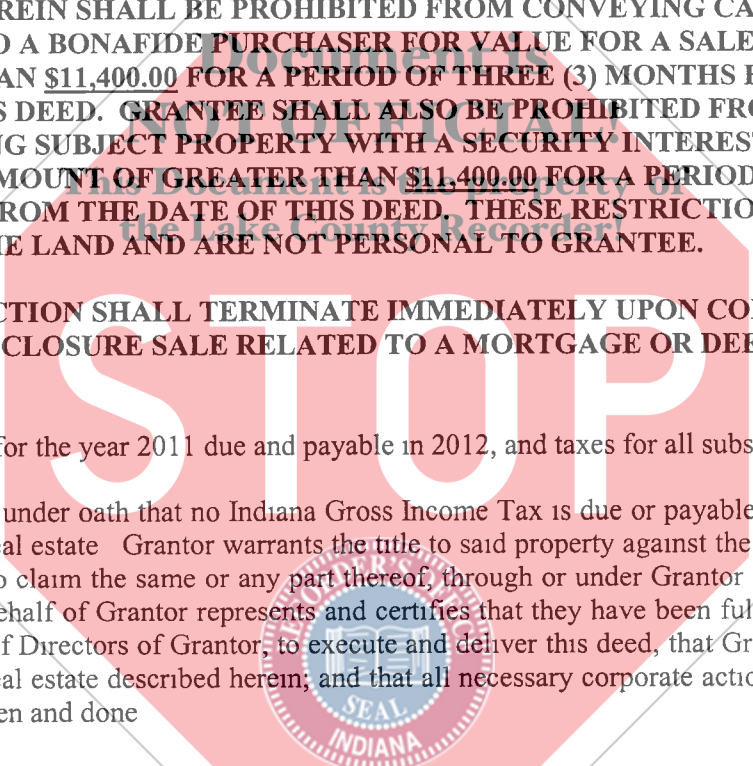 REIN SHALL BE PROHIBITED FROM CONVEYING CA
O A BONAFIDE PURCHASER FOR VALUE FOR A SALE
AN $11,400.00 FOR A PERIOD OF THREE (3) MONTHS
S DEED. GRANTEE SHALL ALSO BE PROHIBITED FRO
NG SUBJECT PROPERTY WITH A SECURITY INTEREST
MOUNT OF GREATER THAN $11,400.00 FOR A PERIOD
ROM THE DATE OF THIS DEED. THESE RESTRICTIO
E LAND AND ARE NOT PERSONAL TO GRANTEE.
CTION SHALL TERMINATE IMMEDIATELY UPON CO
CLOSURE SALE RELATED TO A MORTGAGE OR DEE
for the year 2011 due and payable in 2012, and taxes for all subs
under oath that no Indiana Gross Income Tax is due or payable
eal estate Grantor warrants the title to said property against the
o claim the same or any part thereof, through or under Grantor
ehalf of Grantor represents and certifies that they have been ful
f Directors of Grantor, to execute and deliver this deed, that Gr
eal estate described herein; and that all necessary corporate actio
en and done
Document is
NOT OFFICIAL!
This Document is the property of
the Lake County Recorder!
STOP
SEAL
INDIANA